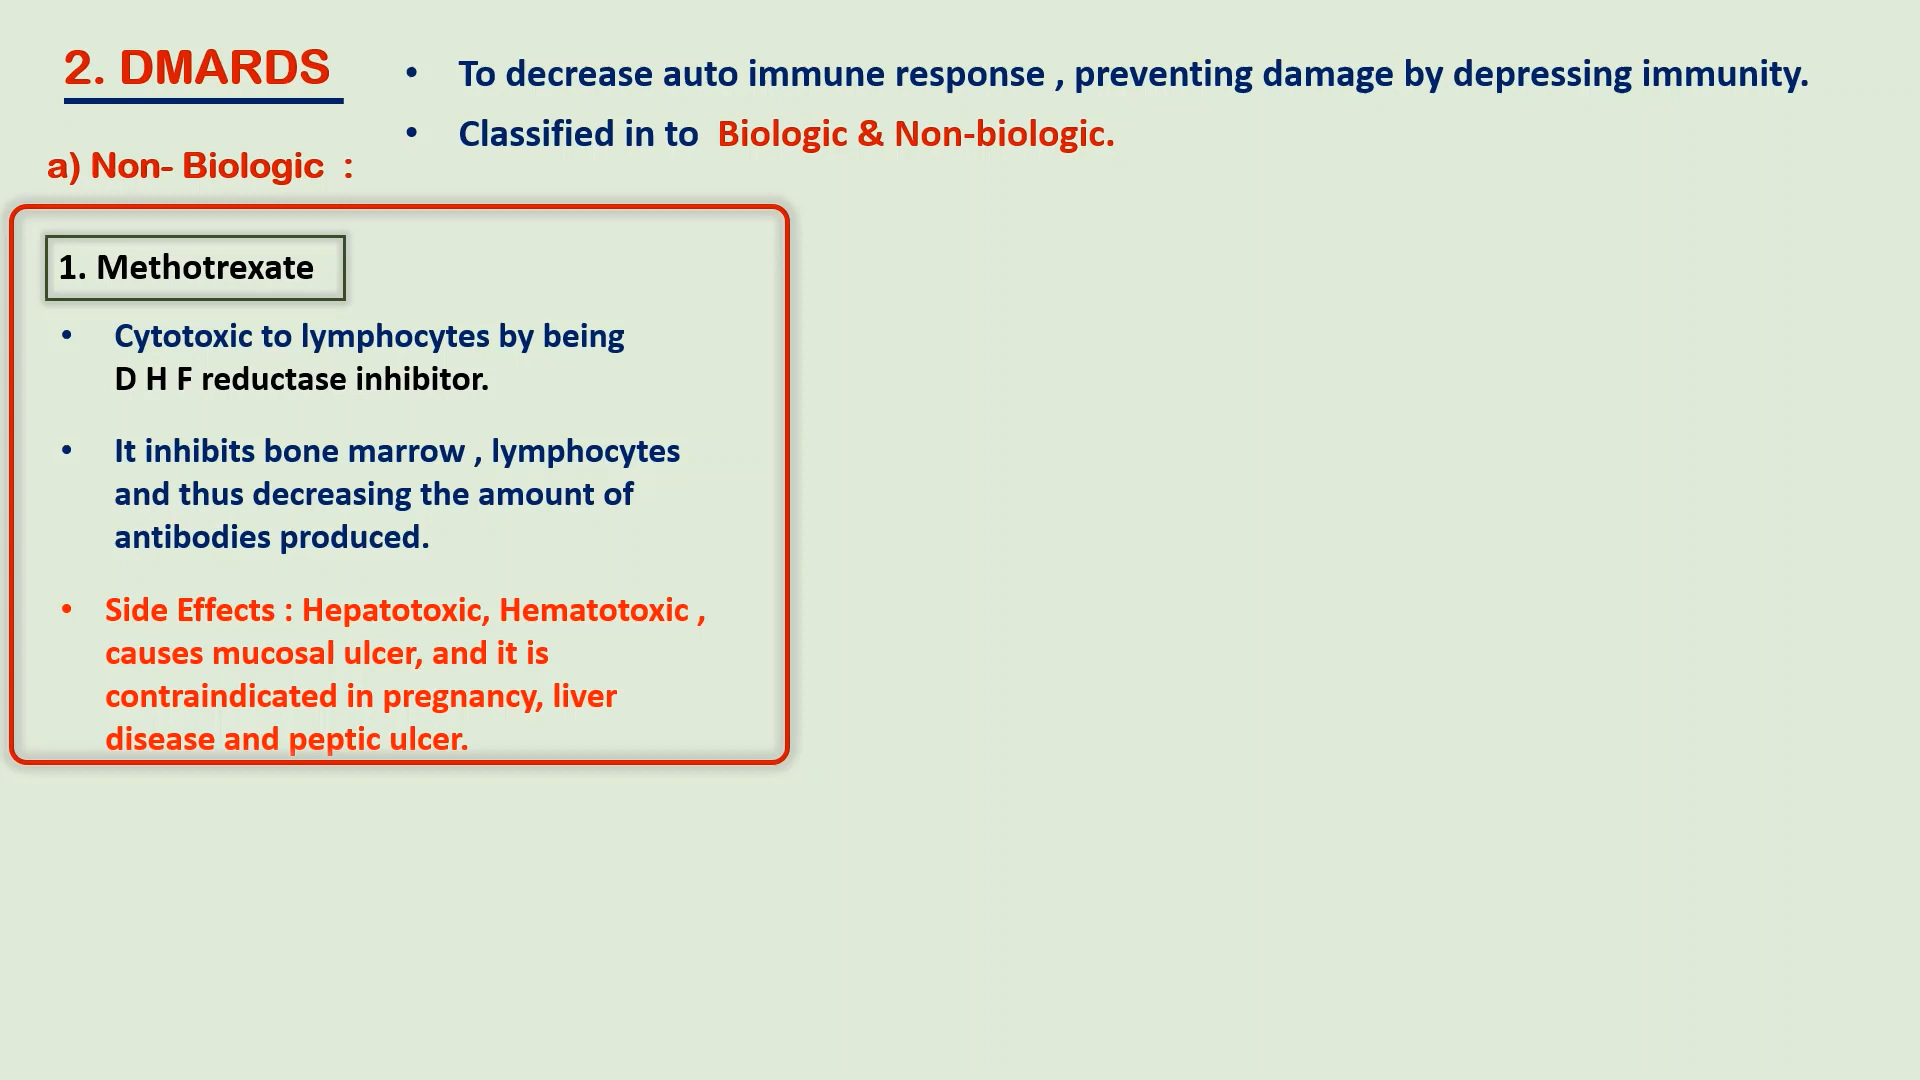 2. DMARDS
• To decrease auto immune response , preventing damage by depressing immunity.
• Classified in to Biologic & Non-biologic.
a) Non- Biologic :
1. Methotrexate
• Cytotoxic to lymphocytes by being
D H F reductase inhibitor.
• It inhibits bone marrow , lymphocytes
and thus decreasing the amount of
antibodies produced.
• Side Effects : Hepatotoxic, Hematotoxic ,
causes mucosal ulcer, and it is
contraindicated in pregnancy, liver
disease and peptic ulcer.